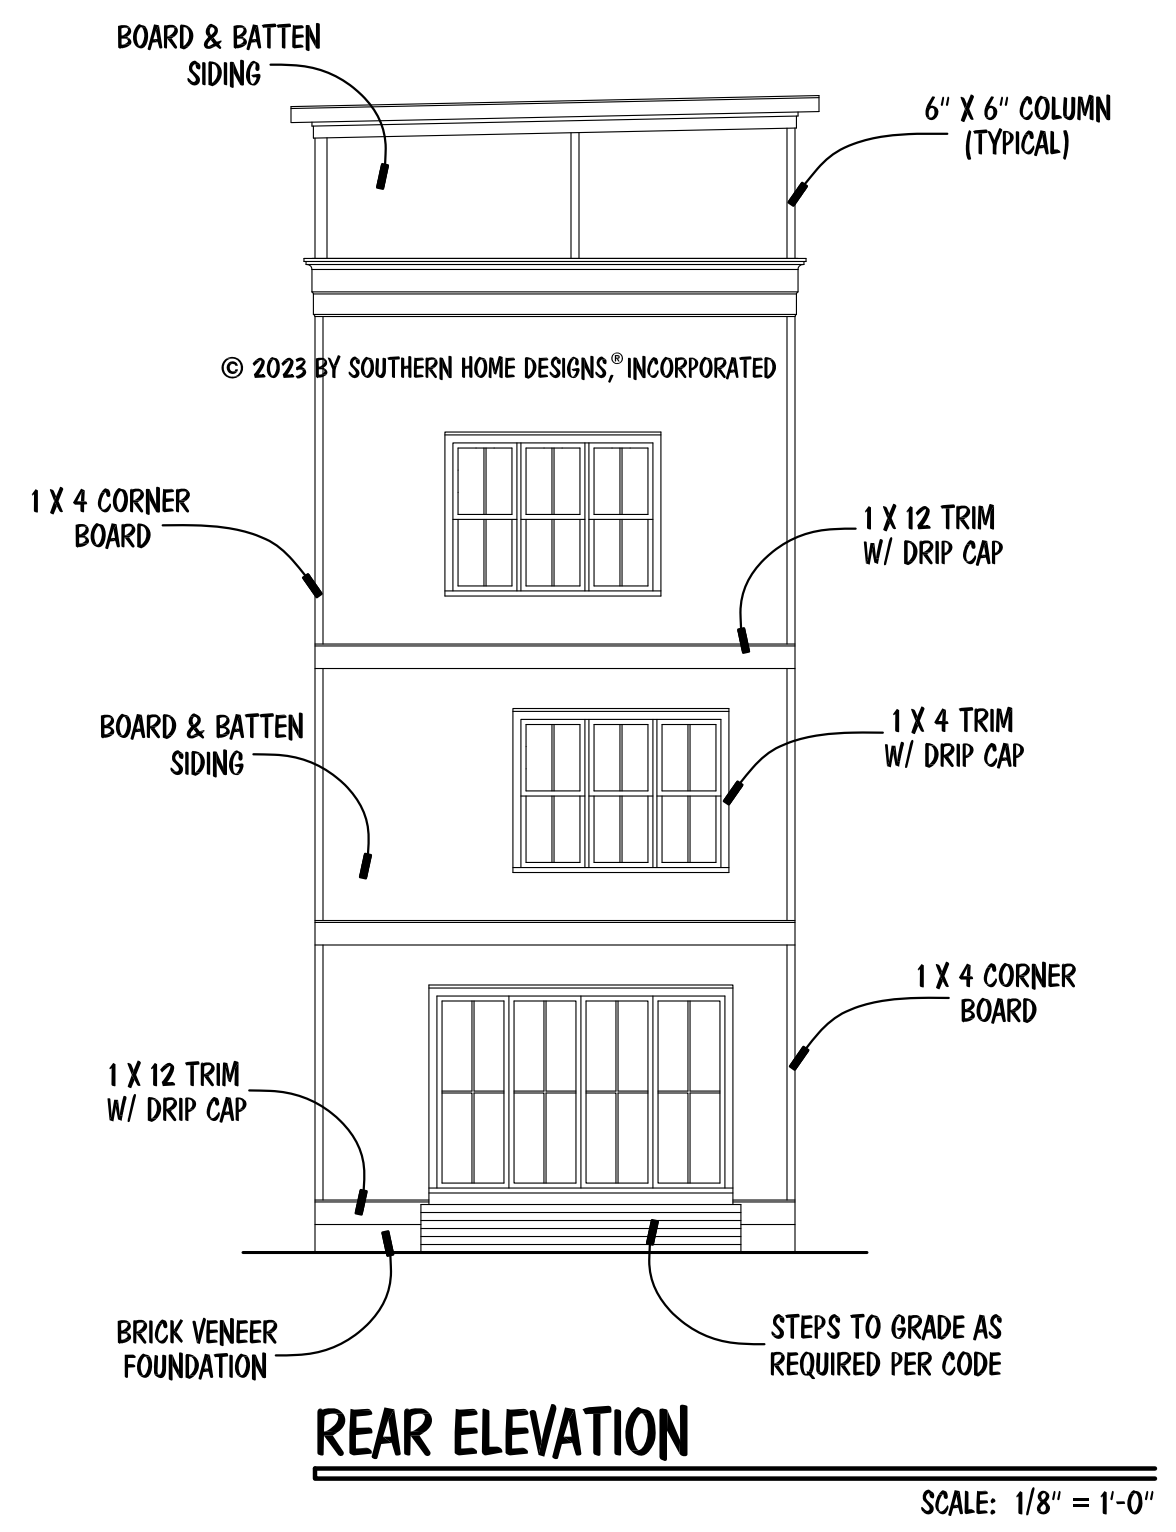 BOARD & BATTEN
SIDING
6" X 6" COLUMN
(TYPICAL)
© 2023 BY SOUTHERN HOME DESIGNS,® INCORPORATED
1 X 4 CORNER
BOARD
1 X 12 TRIM
W/ DRIP CAP
BOARD & BATTEN
SIDING
1 X 4 TRIM
W/ DRIP CAP
1 X 4 CORNER
BOARD
1 X 12 TRIM
W/ DRIP CAP
BRICK VENEER
FOUNDATION
STEPS TO GRADE AS
REQUIRED PER CODE
REAR ELEVATION
SCALE: 1/8" = 1'-0"